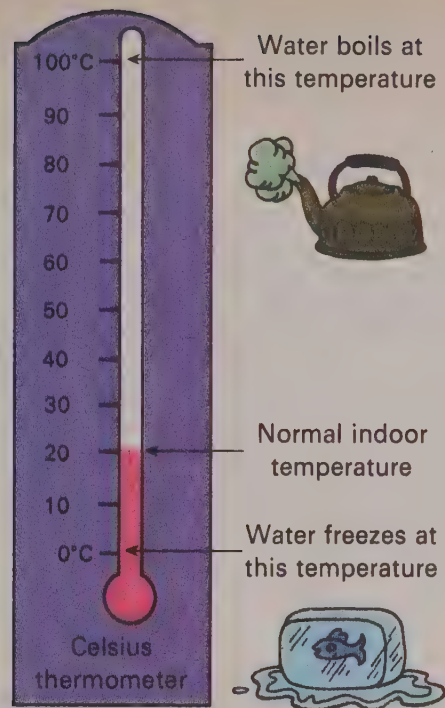 100°C
90
80
70
60
50
40
30
20
10
0°C
Celsius
thermometer
Water boils at
this temperature
Normal indoor
temperature
Water freezes at
this temperature